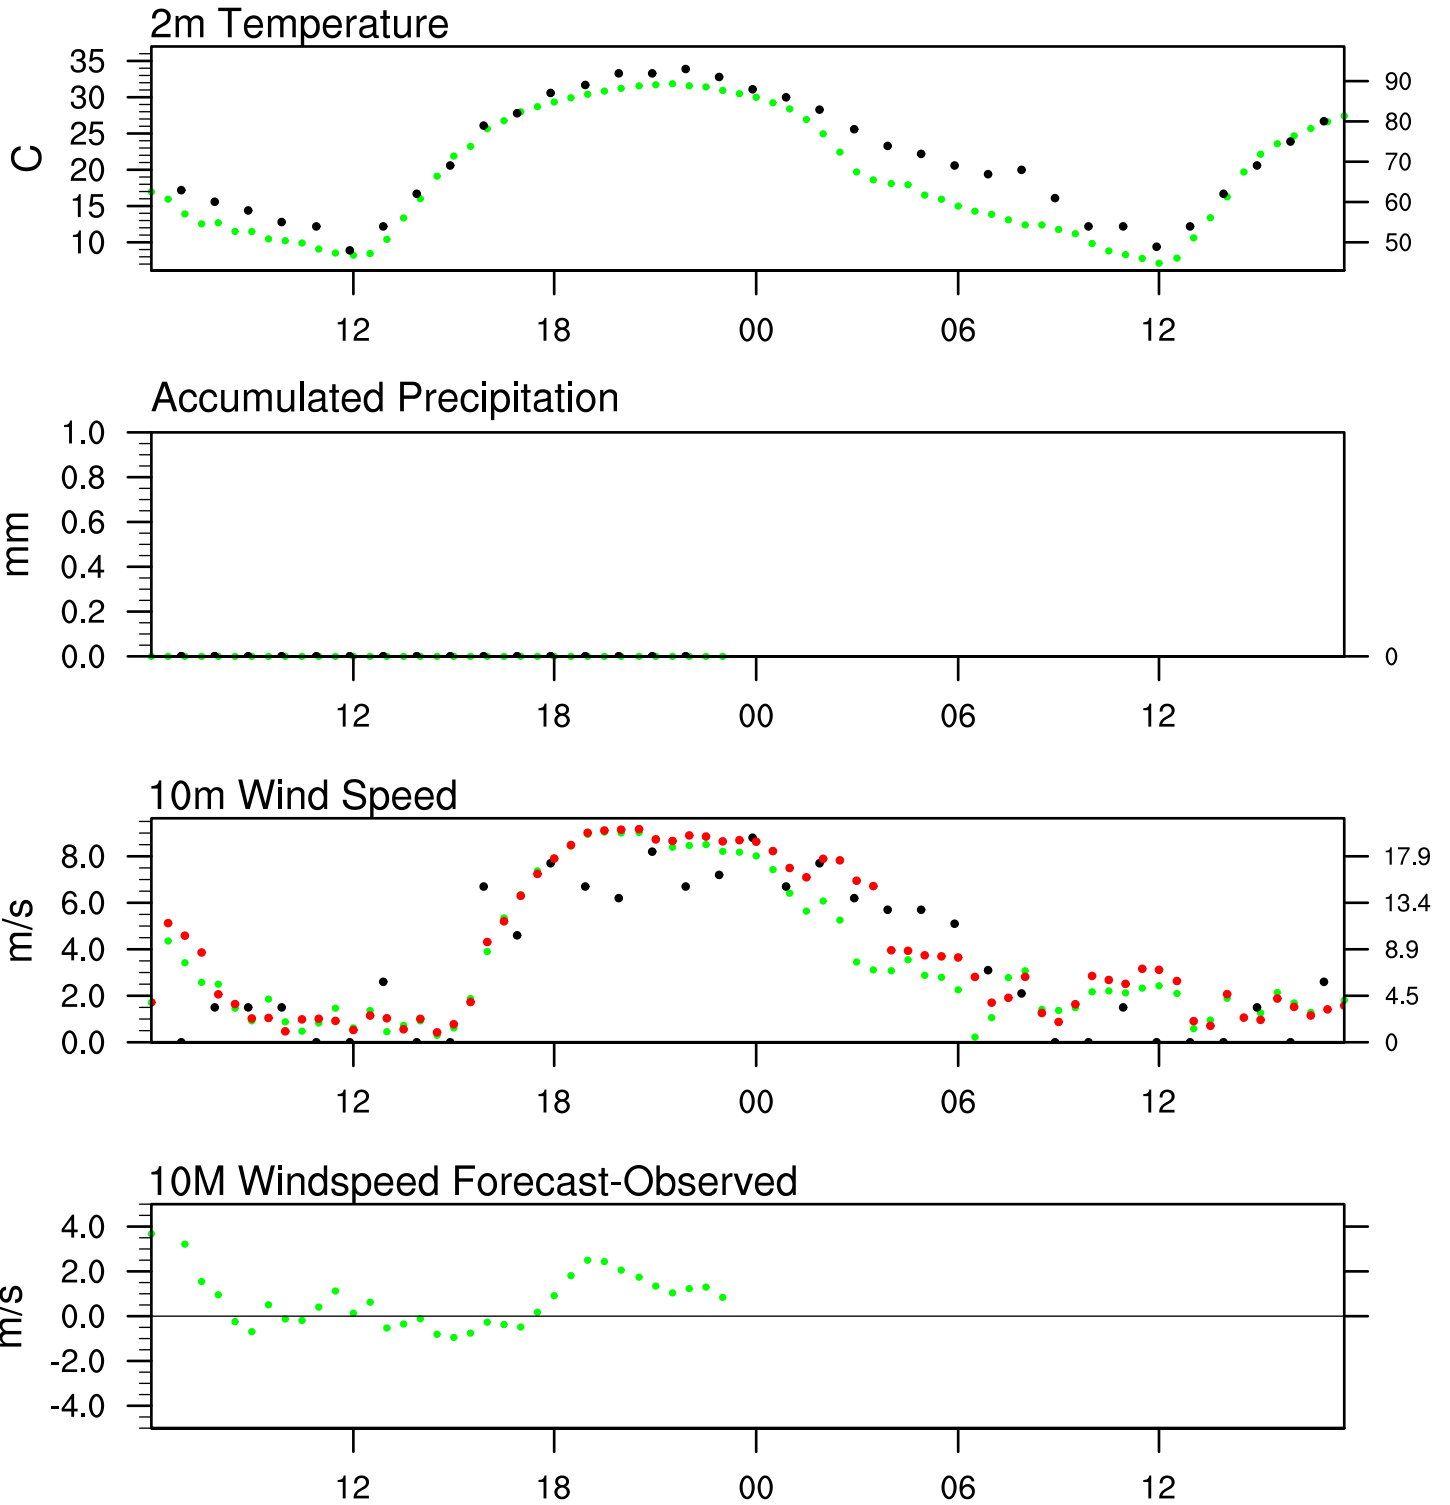 2m Temperature
35
30
25
20
15
10
C
90
80
70
60
50
12 18 00 06 12
Accumulated Precipitation
1.0
0.8
0.6
0.4
0.2
0.0
mm
0
12 18 00 06 12
10m Wind Speed
8.0
6.0
4.0
2.0
0.0
m/s
17.9
13.4
8.9
4.5
0
12 18 00 06 12
10M Windspeed Forecast-Observed
4.0
2.0
0.0
-2.0
-4.0
m/s
12 18 00 06 12